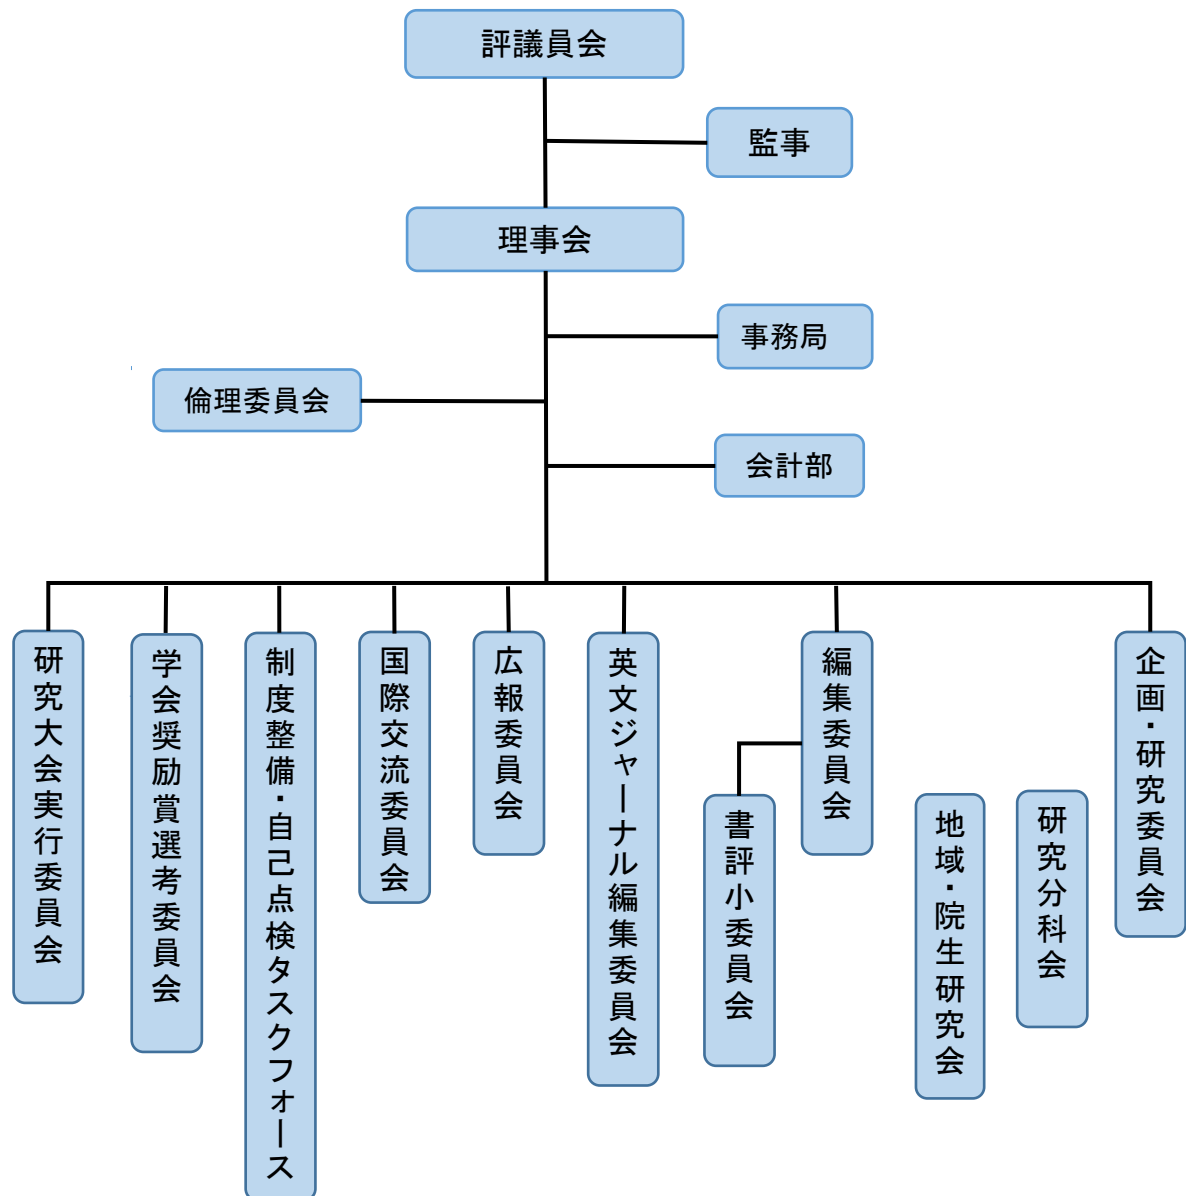 評議員会
監事
理事会
事務局
倫理委員会
会計部
研究大会実行委員会
学会奨励賞選考委員会
制度整備・自己点検タスクフォース
国際交流委員会
広報委員会
英文ジャーナル編集委員会
編集委員会
書評小委員会
地域・院生研究会
研究分科会
企画・研究委員会